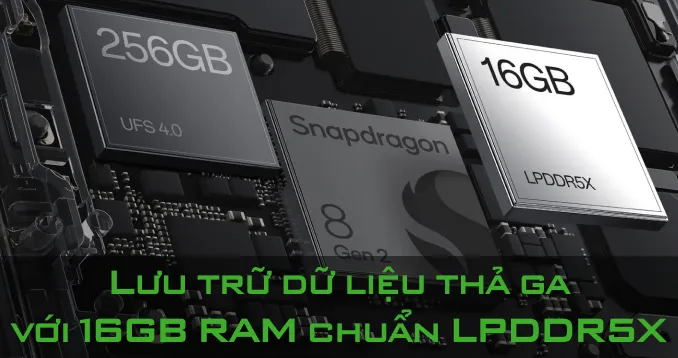 256GB
UFS 4.0
16GB
LPDDR5X
Snapdragon
8
Gen 2
LƯU TRỮ DỮ LIỆU THẢ GA
VỚI 16GB RAM CHUẨN LPDDR5X